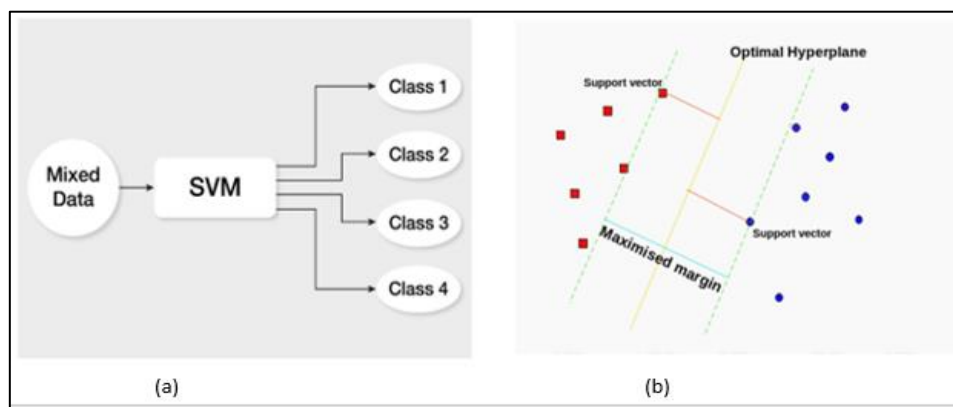 Mixed
Data
SVM
Class 1
Class 2
Class 3
Class 4
(a)
Optimal Hyperplane
Support vector
Support vector
Maximised margin
(b)